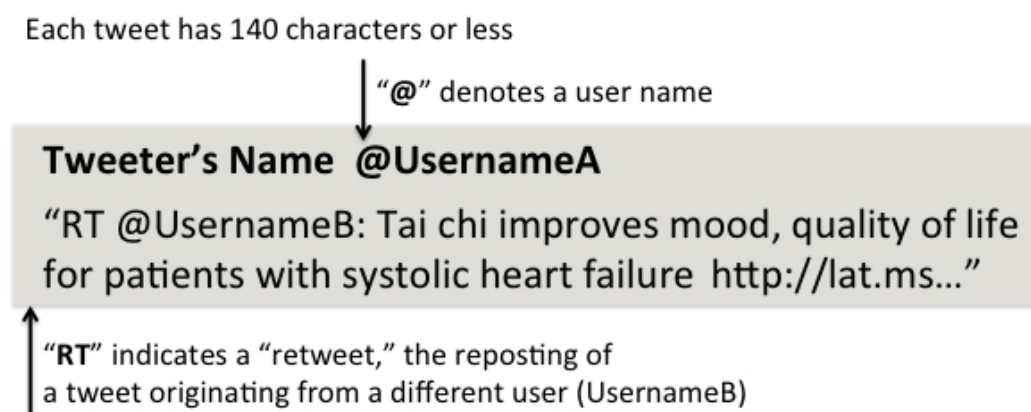 Each tweet has 140 characters or less
“@” denotes a user name
Tweeter’s Name @UsernameA
“RT @UsernameB: Tai chi improves mood, quality of life
for patients with systolic heart failure http://lat.ms...”
“RT” indicates a “retweet,” the reposting of
a tweet originating from a different user (UsernameB)